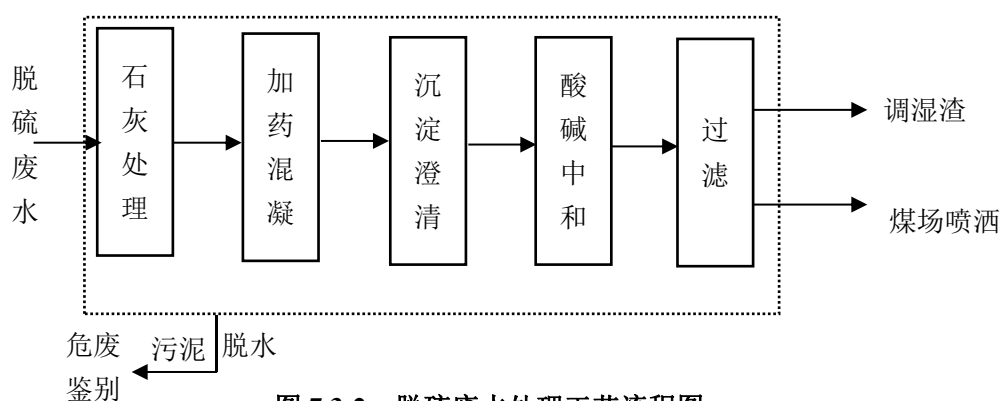 脱硫废水
石灰处理
加药混凝
沉淀澄清
酸碱中和
过滤
调湿渣
煤场喷洒
危废鉴别
污泥
脱水